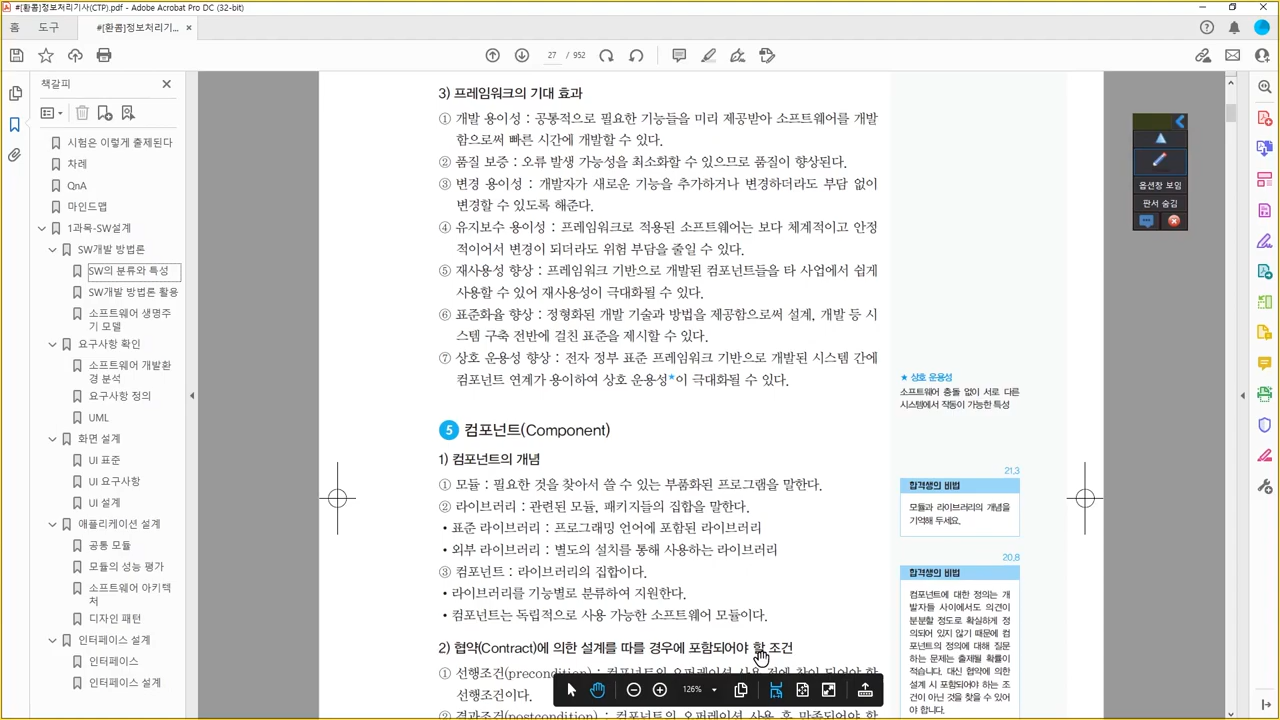 #[환콤]정보처리기사(CTP).pdf - Adobe Acrobat Pro DC (32-bit)
홈 도구 #[환콤]정보처리기...
27 / 952
책갈피
시험은 이렇게 출제된다
차례
QnA
마인드맵
1과목-SW설계
SW개발 방법론
SW의 분류와 특성
SW개발 방법론 활용
소프트웨어 생명주
기 모델
요구사항 확인
소프트웨어 개발환
경 분석
요구사항 정의
UML
화면 설계
UI 표준
UI 요구사항
UI 설계
애플리케이션 설계
공통 모듈
모듈의 성능 평가
소프트웨어 아키텍
처
디자인 패턴
인터페이스 설계
인터페이스
인터페이스 설계
3) 프레임워크의 기대 효과
① 개발 용이성 : 공통적으로 필요한 기능들을 미리 제공받아 소프트웨어를 개발
함으로써 빠른 시간에 개발할 수 있다.
② 품질 보증 : 오류 발생 가능성을 최소화할 수 있으므로 품질이 향상된다.
③ 변경 용이성 : 개발자가 새로운 기능을 추가하거나 변경하더라도 부담 없이
변경할 수 있도록 해준다.
④ 유지보수 용이성 : 프레임워크로 적용된 소프트웨어는 보다 체계적이고 안정
적이어서 변경이 되더라도 위험 부담을 줄일 수 있다.
⑤ 재사용성 향상 : 프레임워크 기반으로 개발된 컴포넌트들을 타 사업에서 쉽게
사용할 수 있어 재사용성이 극대화될 수 있다.
⑥ 표준화율 향상 : 정형화된 개발 기술과 방법을 제공함으로써 설계, 개발 등 시
스템 구축 전반에 걸친 표준을 제시할 수 있다.
⑦ 상호 운용성 향상 : 전자 정부 표준 프레임워크 기반으로 개발된 시스템 간에
컴포넌트 연계가 용이하여 상호 운용성★이 극대화될 수 있다.
5 컴포넌트(Component)
1) 컴포넌트의 개념
① 모듈 : 필요한 것을 찾아서 쓸 수 있는 부품화된 프로그램을 말한다.
② 라이브러리 : 관련된 모듈, 패키지들의 집합을 말한다.
• 표준 라이브러리 : 프로그래밍 언어에 포함된 라이브러리
• 외부 라이브러리 : 별도의 설치를 통해 사용하는 라이브러리
③ 컴포넌트 : 라이브러리의 집합이다.
• 라이브러리를 기능별로 분류하여 지원한다.
• 컴포넌트는 독립적으로 사용 가능한 소프트웨어 모듈이다.
2) 협약(Contract)에 의한 설계를 따를 경우에 포함되어야 할 조건
① 선행조건(precondition) : 컴포넌트의 오퍼레이션 사용 전에 참이 되어야 할
선행조건이다.
② 결과조건(postcondition) : 컴포넌트의 오퍼레이션 사용 후 만족되어야 할
126%
★ 상호 운용성
소프트웨어 충돌 없이 서로 다른
시스템에서 작동이 가능한 특성
21.3
합격생의 비법
모듈과 라이브러리의 개념을
기억해 두세요.
20.8
합격생의 비법
컴포넌트에 대한 정의는 개
발자들 사이에서도 의견이
분분할 정도로 확실하게 정
의되어 있지 않기 때문에 컴
포넌트의 정의에 대해 질문
하는 문제는 출제될 확률이
적습니다. 대신 협약에 의한
설계 시 포함되어야 하는 조
건이 아닌 것을 찾을 수 있어
야 합니다.
옵션창 보임
판서 숨김